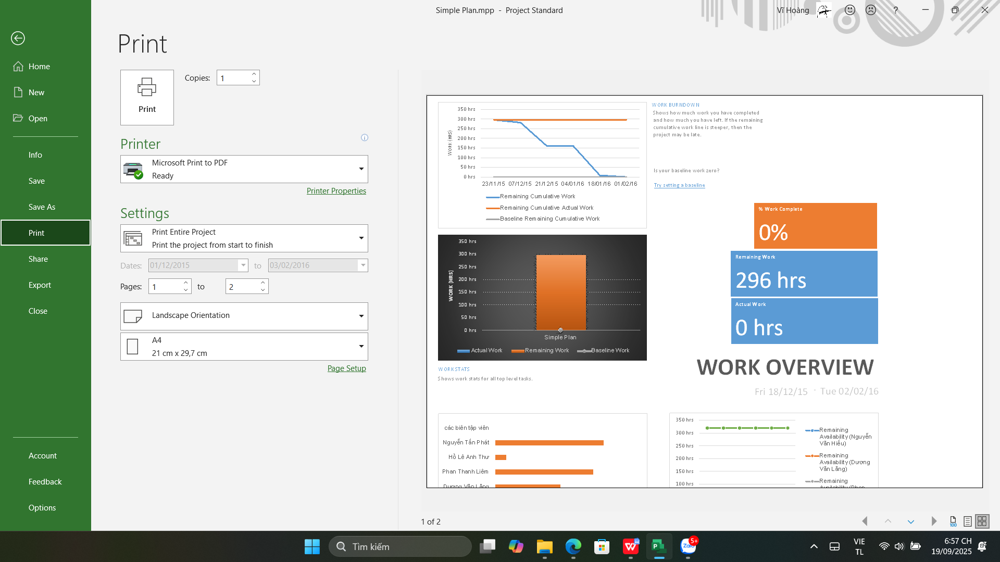 Simple Plan.mpp - Project Standard
Vĩ Hoàng
?
Print
Home
New
Open
Info
Save
Save As
Print
Share
Export
Close
Account
Feedback
Options
Print
Copies: 1
Printer
Microsoft Print to PDF
Ready
Printer Properties
Settings
Print Entire Project
Print the project from start to finish
Dates: 01/12/2015 to 03/02/2016
Pages: 1 to 2
Landscape Orientation
A4
21 cm x 29,7 cm
Page Setup
WORK (HRS)
350 hrs
300 hrs
250 hrs
200 hrs
150 hrs
100 hrs
50 hrs
0 hrs
23/11/15 07/12/15 21/12/15 04/01/16 18/01/16 01/02/16
Remaining Cumulative Work
Remaining Cumulative Actual Work
Baseline Remaining Cumulative Work
WORK BURNDOWN
Shows how much work you have completed
and how much you have left. If the remaining
cumulative work line is steeper, then the
project may be late.
Is your baseline work zero?
Try setting a baseline
% Work Complete
0%
Remaining Work
296 hrs
Actual Work
0 hrs
WORK OVERVIEW
Fri 18/12/15 - Tue 02/02/16
WORK (HRS)
350 hrs
300 hrs
250 hrs
200 hrs
150 hrs
100 hrs
50 hrs
0 hrs
Simple Plan
Actual Work Remaining Work Baseline Work
WORK STATS
Shows work stats for all top level tasks.
các biên tập viên
Nguyễn Tấn Phát
Hồ Lê Anh Thư
Phan Thanh Liêm
Dương Văn Lăng
350 hrs
300 hrs
250 hrs
200 hrs
150 hrs
100 hrs
Remaining
Availability (Nguyễn
Văn Hiếu)
Remaining
Availability (Dương
Văn Lăng)
Remaining
Availability (Phan
1 of 2
100
Tìm kiếm
Zalo
5+
VIE
TL
6:57 CH
19/09/2025